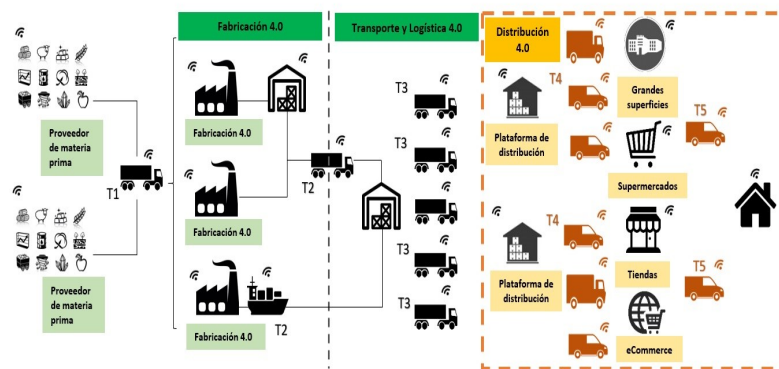 Fabricación 4.0
Transporte y Logística 4.0
Distribución
4.0
Proveedor
de materia
prima
T1
Proveedor
de materia
prima
Fabricación 4.0
Fabricación 4.0
T2
Fabricación 4.0
T2
T3
T3
T3
T3
T4
Plataforma de
distribución
Grandes
superficies
T5
Supermercados
T4
Plataforma de
distribución
Tiendas
T5
eCommerce